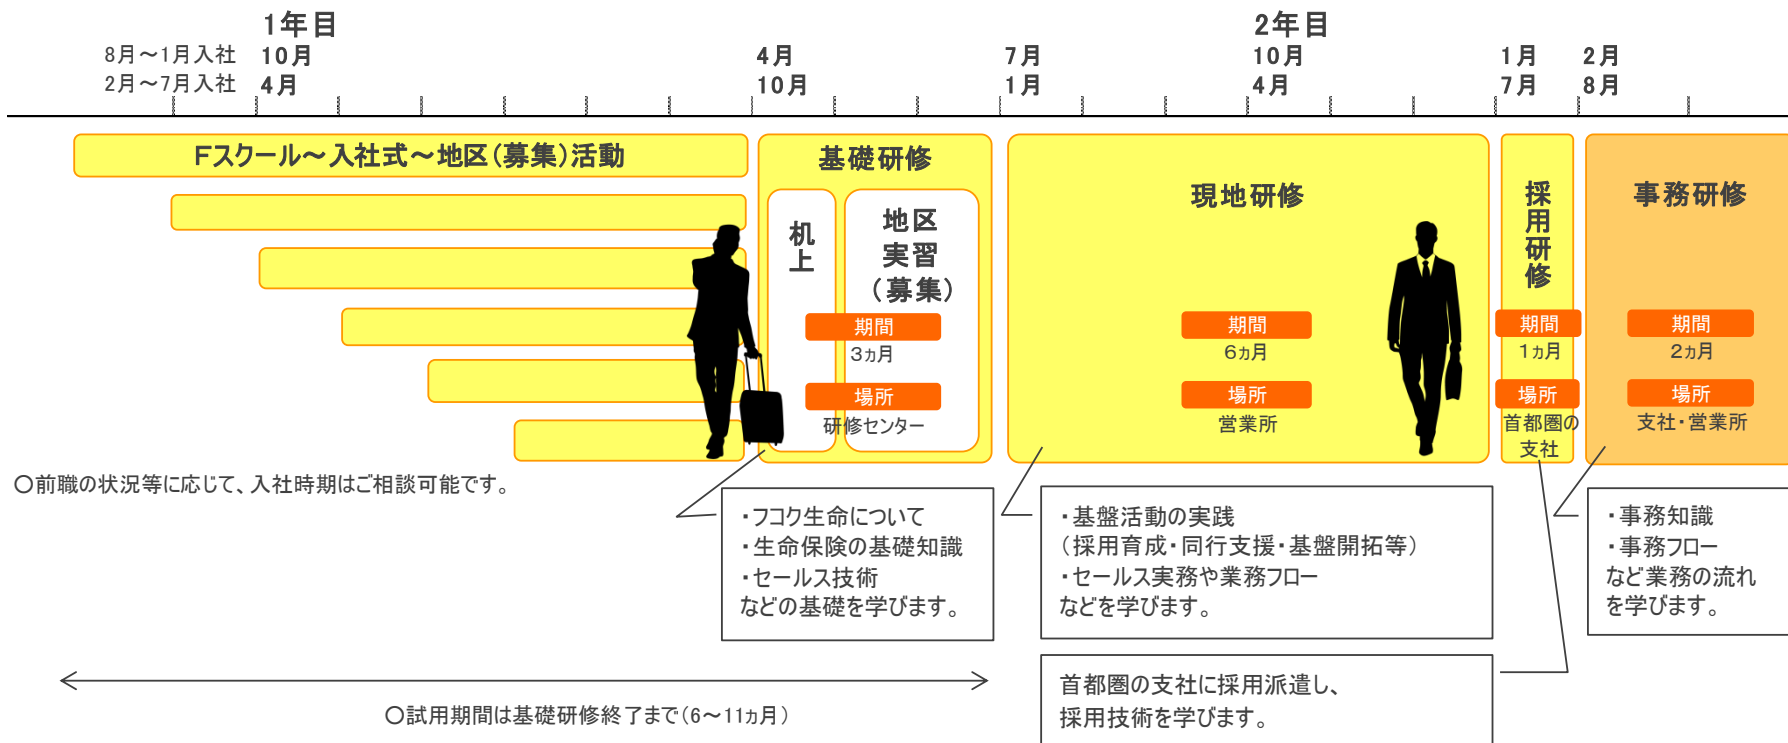 1年目
2年目
8月～1月入社 10月 4月 7月 10月 1月 2月
2月～7月入社 4月 10月 1月 4月 7月 8月
Fスクール～入社式～地区(募集)活動
基礎研修
机上
地区
実習
(募集)
期間
3ヵ月
場所
研修センター
現地研修
期間
6ヵ月
場所
営業所
採用研修
期間
1ヵ月
場所
首都圏の
支社
事務研修
期間
2ヵ月
場所
支社・営業所
○前職の状況等に応じて、入社時期はご相談可能です。
・フコク生命について
・生命保険の基礎知識
・セールス技術
などの基礎を学びます。
・基盤活動の実践
(採用育成・同行支援・基盤開拓等)
・セールス実務や業務フロー
などを学びます。
・事務知識
・事務フロー
など業務の流れ
を学びます。
首都圏の支社に採用派遣し、
採用技術を学びます。
○試用期間は基礎研修終了まで(6～11ヵ月)